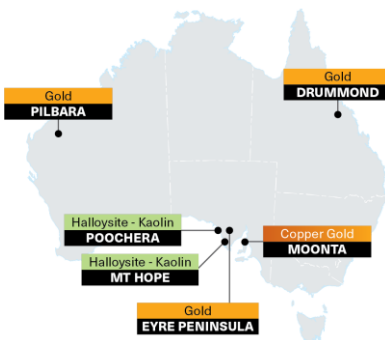 Gold
DRUMMOND
Gold
PILBARA
Halloysite - Kaolin
POOCHERA
Copper Gold
MOONTA
Halloysite - Kaolin
MT HOPE
Gold
EYRE PENINSULA